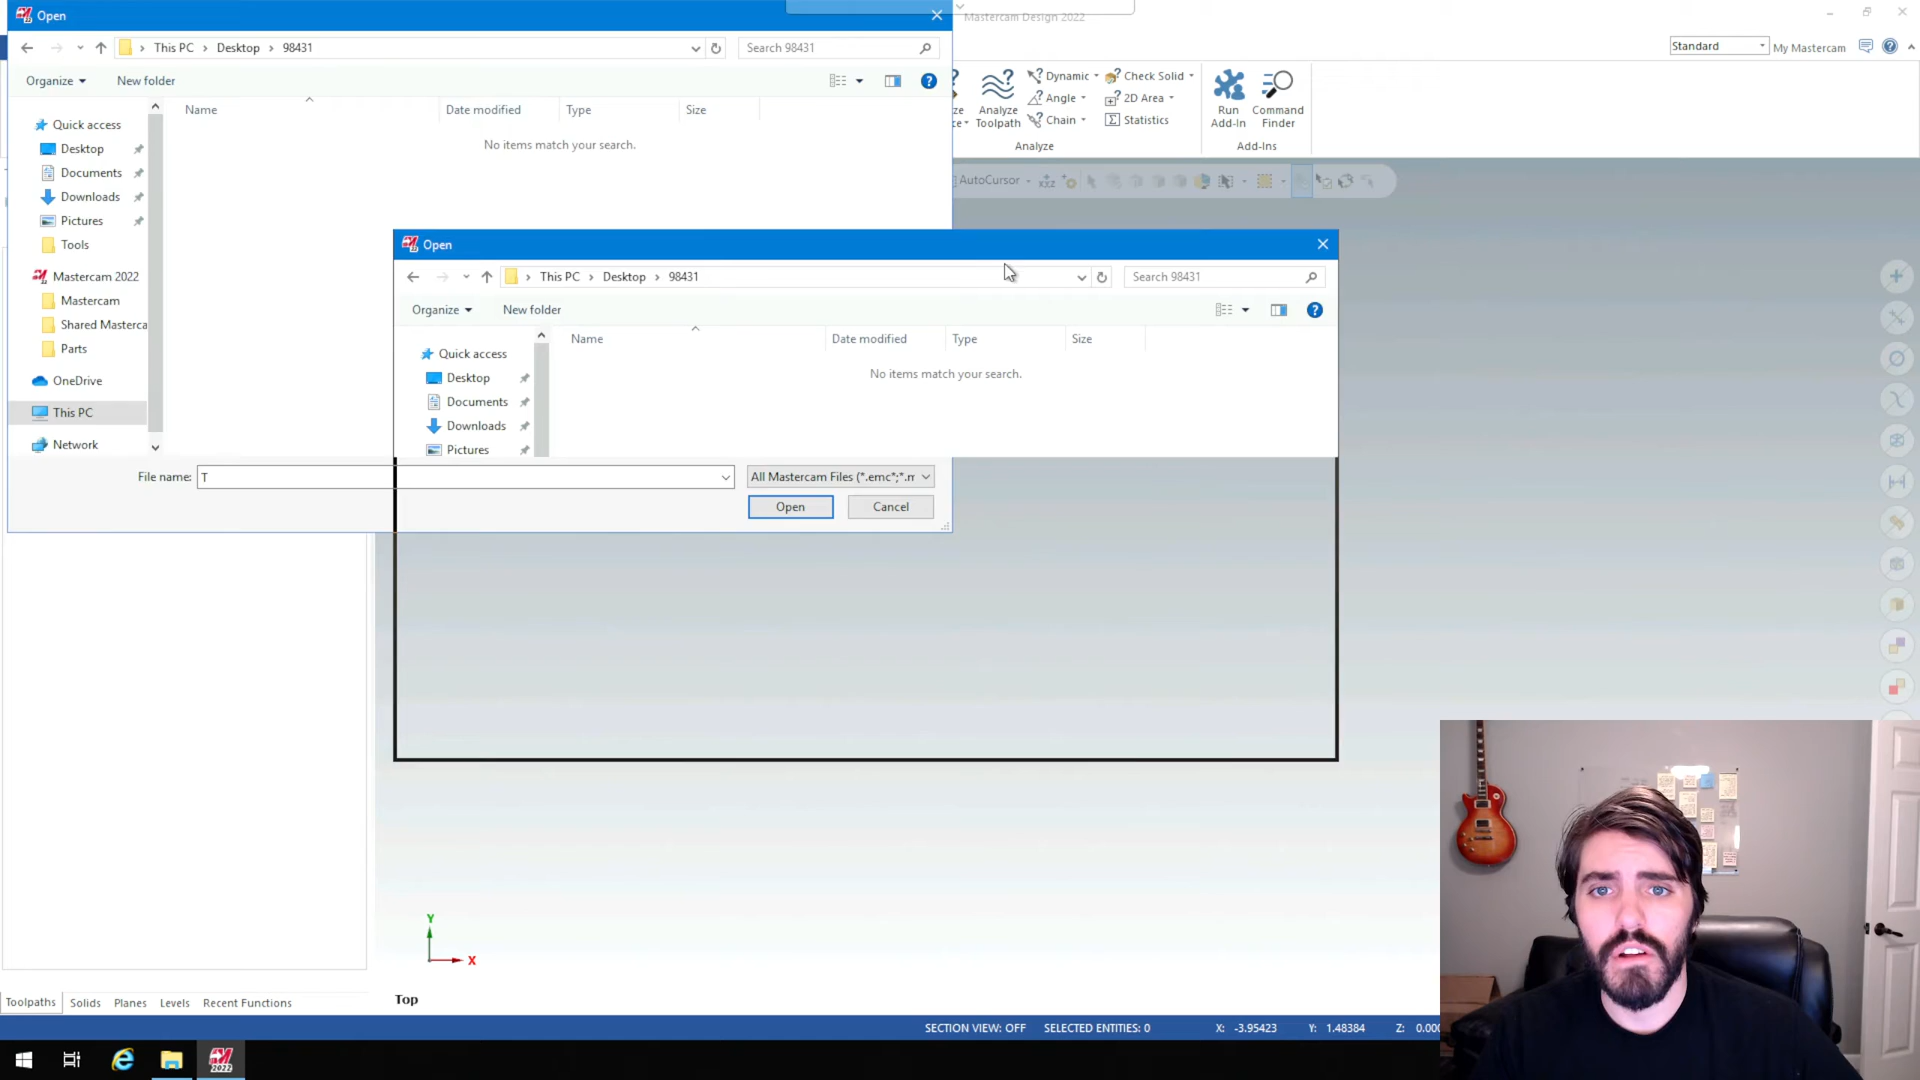 Open
Mastercam Design 2022
This PC > Desktop > 98431
Search 98431
Standard
My Mastercam
Organize
New folder
Name
Date modified
Type
Size
No items match your search.
Quick access
Desktop
Documents
Downloads
Pictures
Tools
Mastercam 2022
Mastercam
Shared Masterca
Parts
OneDrive
This PC
Network
File name: T
All Mastercam Files (*.emc*;*.m
Open
Cancel
Analyze
Toolpath
Dynamic
Angle
Chain
Check Solid
2D Area
Statistics
Analyze
Run
Add-In
Command
Finder
Add-Ins
AutoCursor
Open
This PC > Desktop > 98431
Search 98431
Organize
New folder
Name
Date modified
Type
Size
No items match your search.
Quick access
Desktop
Documents
Downloads
Pictures
Y
X
Top
Toolpaths
Solids
Planes
Levels
Recent Functions
SECTION VIEW: OFF
SELECTED ENTITIES: 0
X: -3.95423
Y: 1.48384
Z: 0.000
2022